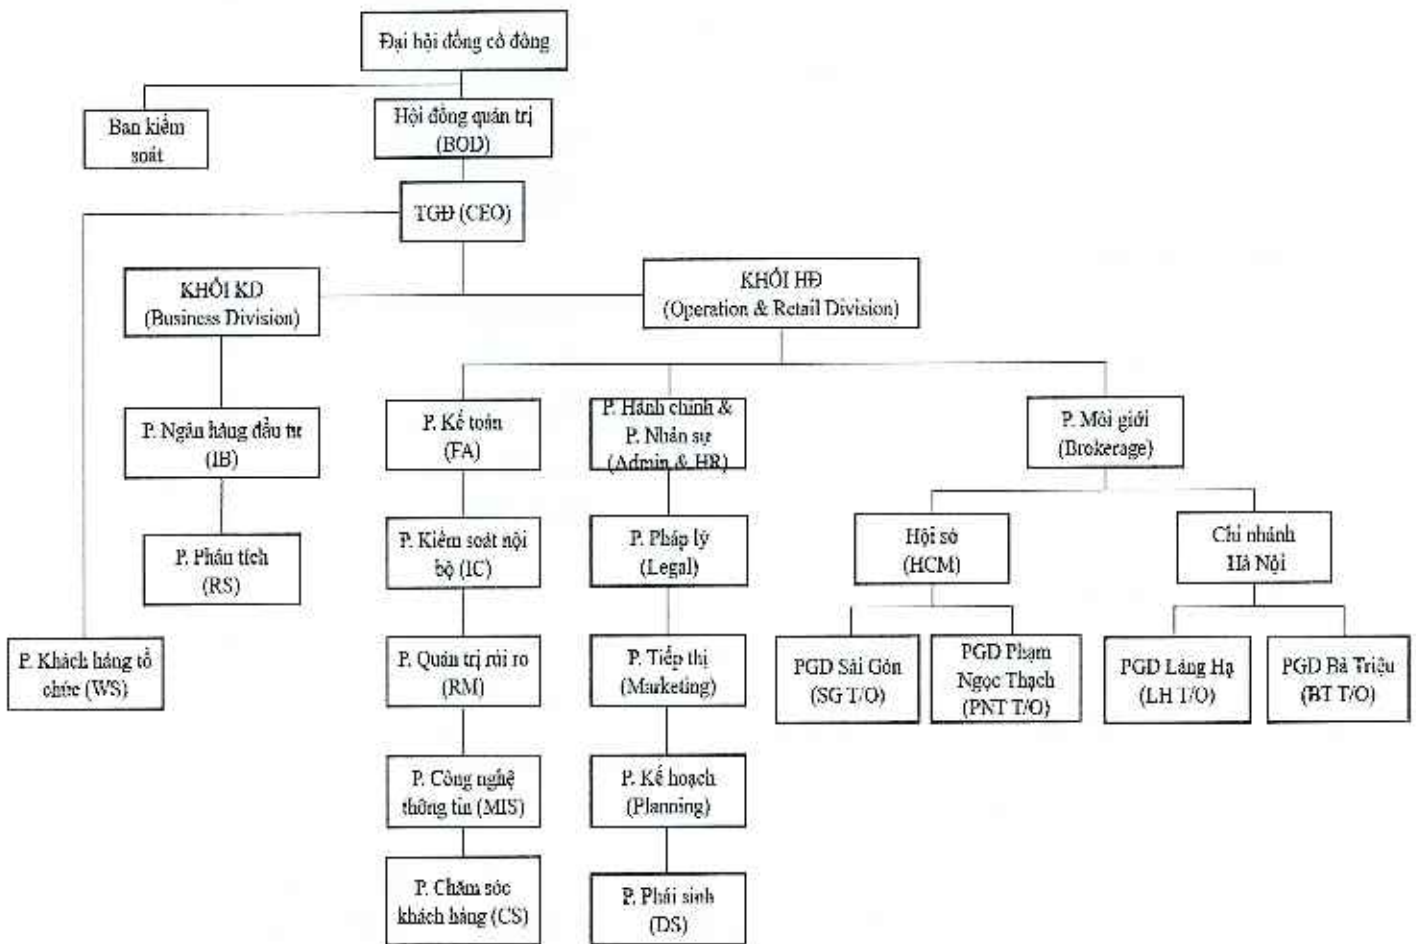 Đại hội đồng cổ đông
Ban kiểm
soát
Hội đồng quản trị
(BOD)
TGĐ (CEO)
KHỐI KD
(Business Division)
KHỐI HĐ
(Operation & Retail Division)
P. Ngân hàng đầu tư
(IB)
P. Kế toán
(FA)
P. Hành chính &
P. Nhân sự
(Admin & HR)
P. Môi giới
(Brokerage)
P. Phân tích
(RS)
P. Kiểm soát nội
bộ (IC)
P. Pháp lý
(Legal)
Hội sở
(HCM)
Chi nhánh
Hà Nội
P. Khách hàng tổ
chức (WS)
P. Quản trị rủi ro
(RM)
P. Tiếp thị
(Marketing)
PGD Sài Gòn
(SG T/O)
PGD Phạm
Ngọc Thạch
(PNT T/O)
PGD Láng Hạ
(LH T/O)
PGD Bà Triệu
(BT T/O)
P. Công nghệ
thông tin (MIS)
P. Kế hoạch
(Planning)
P. Chăm sóc
khách hàng (CS)
P. Phái sinh
(DS)